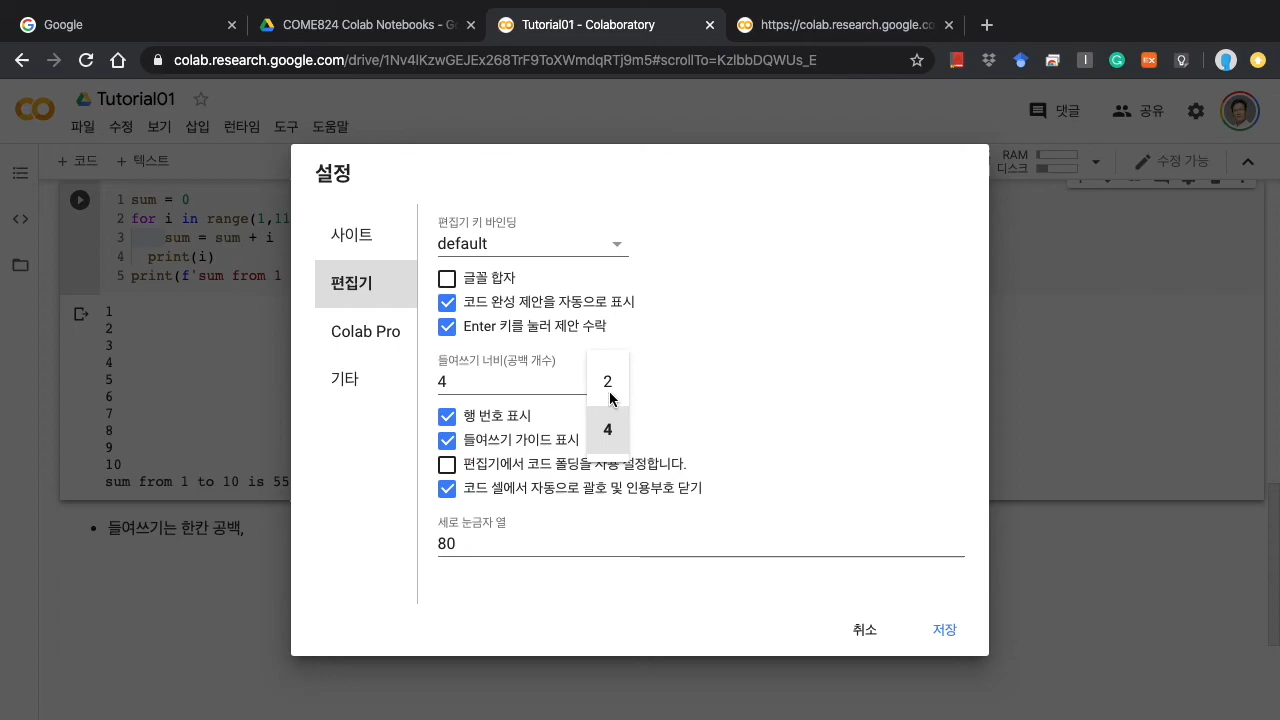 Google
COME824 Colab Notebooks - Go
Tutorial01 - Colaboratory
https://colab.research.google.co
colab.research.google.com/drive/1Nv4lKzwGEJEx268TrF9ToXWmdqRTj9m5#scrollTo=KzlbbDQWUs_E
Tutorial01
댓글
공유
파일 수정 보기 삽입 런타임 도구 도움말
+ 코드 + 텍스트
RAM
디스크
수정 가능
1 sum = 0
2 for i in range(1,11
3 sum = sum + i
4 print(i)
5 print(f'sum from 1
1
2
3
4
5
6
7
8
9
10
sum from 1 to 10 is 55
• 들여쓰기는 한칸 공백,
설정
사이트
편집기
Colab Pro
기타
편집기 키 바인딩
default
글꼴 합자
코드 완성 제안을 자동으로 표시
Enter 키를 눌러 제안 수락
들여쓰기 너비(공백 개수)
4
2
4
행 번호 표시
들여쓰기 가이드 표시
편집기에서 코드 폴딩을 사용 설정합니다.
코드 셀에서 자동으로 괄호 및 인용부호 닫기
세로 눈금자 열
80
취소
저장